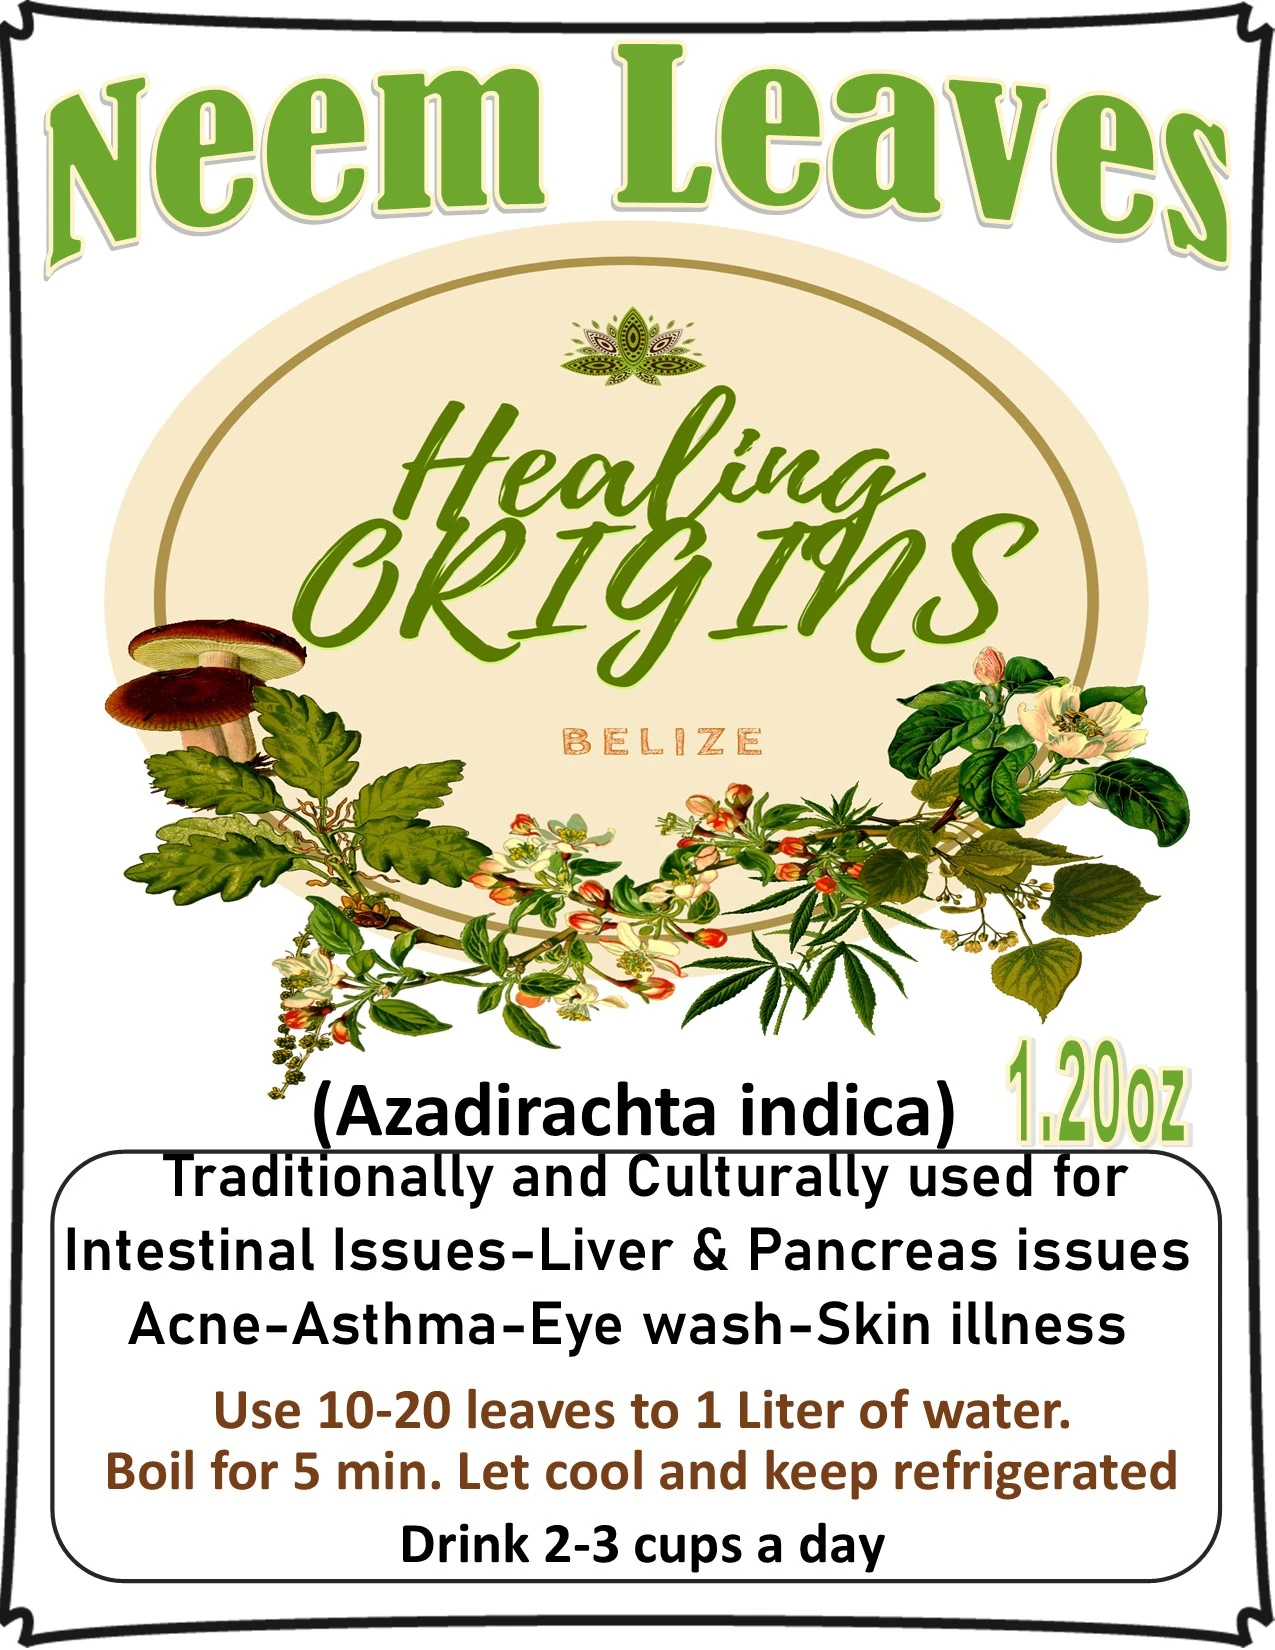 Neem Leaves
Healing
ORIGINS
BELIZE
(Azadirachta indica)
1.20oz
Traditionally and Culturally used for
Intestinal Issues-Liver & Pancreas issues
Acne-Asthma-Eye wash-Skin illness
Use 10-20 leaves to 1 Liter of water.
Boil for 5 min. Let cool and keep refrigerated
Drink 2-3 cups a day